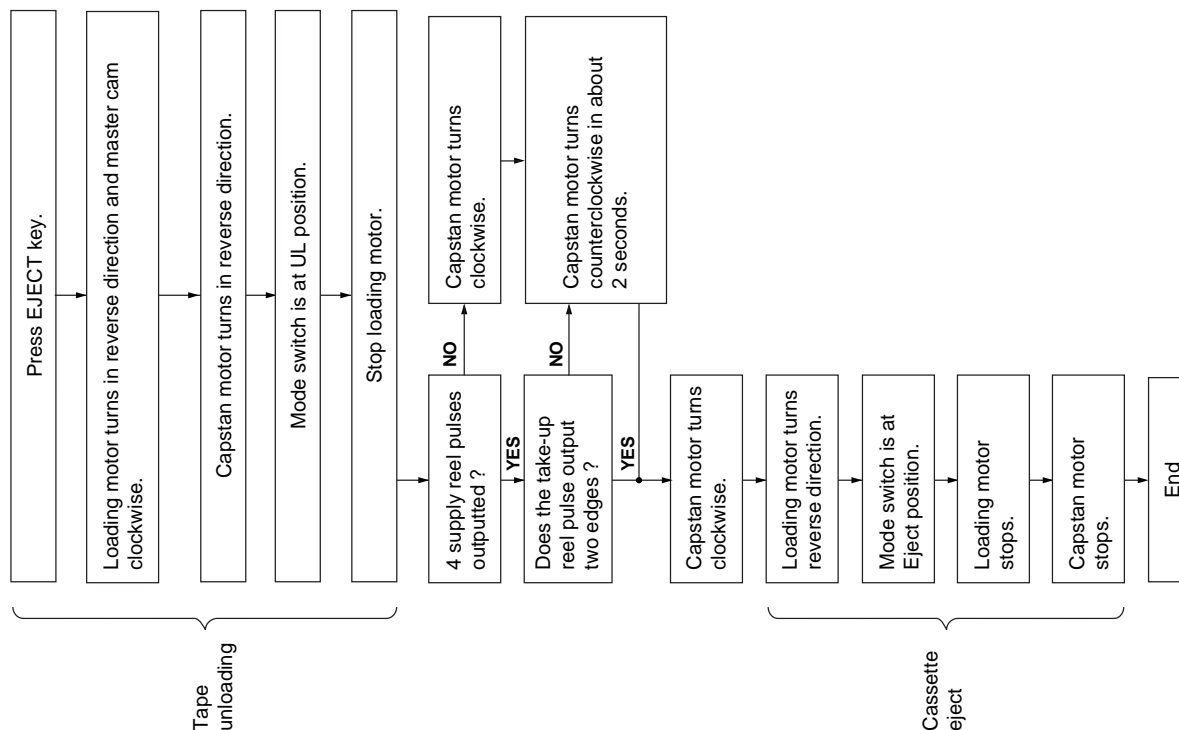 Press EJECT key.
Loading motor turns in reverse direction and master cam
clockwise.
Capstan motor turns in reverse direction.
Mode switch is at UL position.
Stop loading motor.
Tape
unloading
4 supply reel pulses
outputted ?
NO
Capstan motor turns
clockwise.
YES
Does the take-up
reel pulse output
two edges ?
NO
Capstan motor turns
counterclockwise in about
2 seconds.
YES
Capstan motor turns
clockwise.
Loading motor turns
reverse direction.
Mode switch is at
Eject position.
Loading motor
stops.
Capstan motor
stops.
Cassette
eject
End